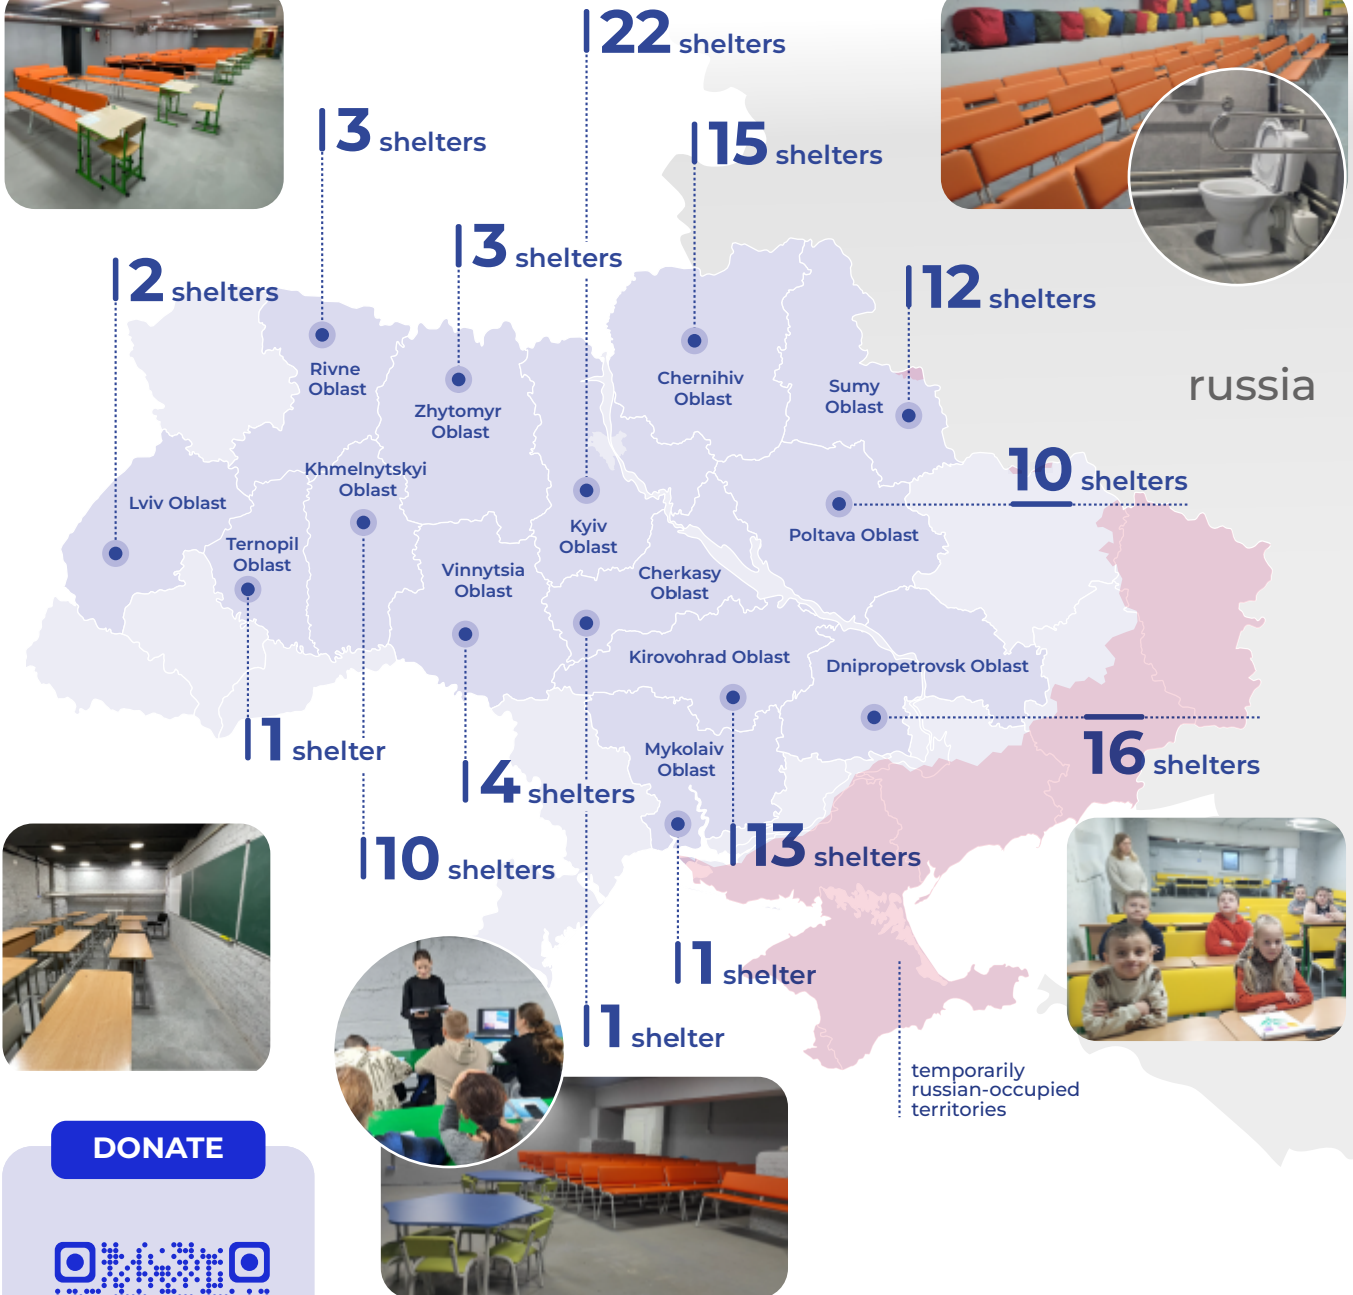 22 shelters
3 shelters
15 shelters
3 shelters
2 shelters
12 shelters
Rivne
Oblast
Chernihiv
Oblast
Sumy
Oblast
russia
Zhytomyr
Oblast
10 shelters
Khmelnytskyi
Oblast
Lviv Oblast
Kyiv
Oblast
Poltava Oblast
Ternopil
Oblast
Vinnytsia
Oblast
Cherkasy
Oblast
Kirovohrad Oblast
Dnipropetrovsk Oblast
1 shelter
Mykolaiv
Oblast
16 shelters
4 shelters
10 shelters
13 shelters
1 shelter
1 shelter
temporarily
russian-occupied
territories
DONATE